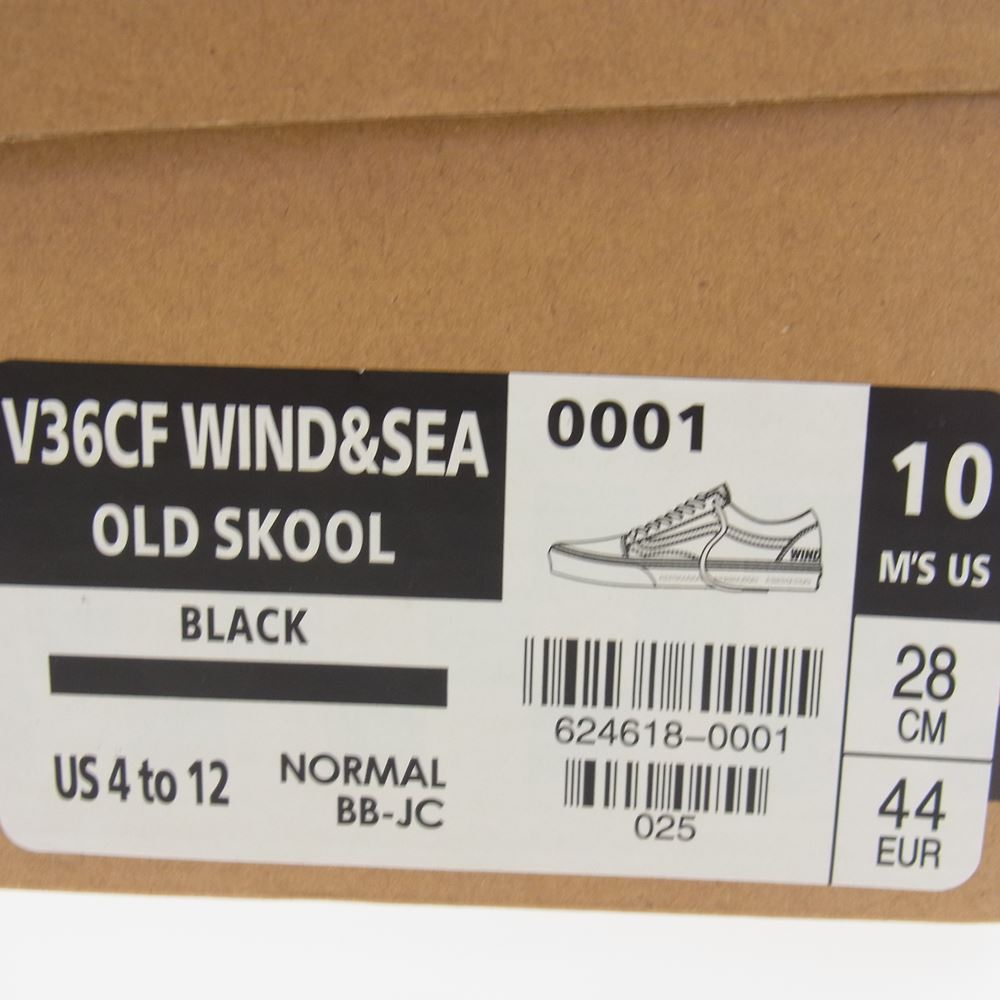 V36CF WIND&SEA
OLD SKOOL
BLACK
US 4 to 12
NORMAL
BB-JC
0001
WIND
624618-0001
025
10
M'S US
28
CM
44
EUR